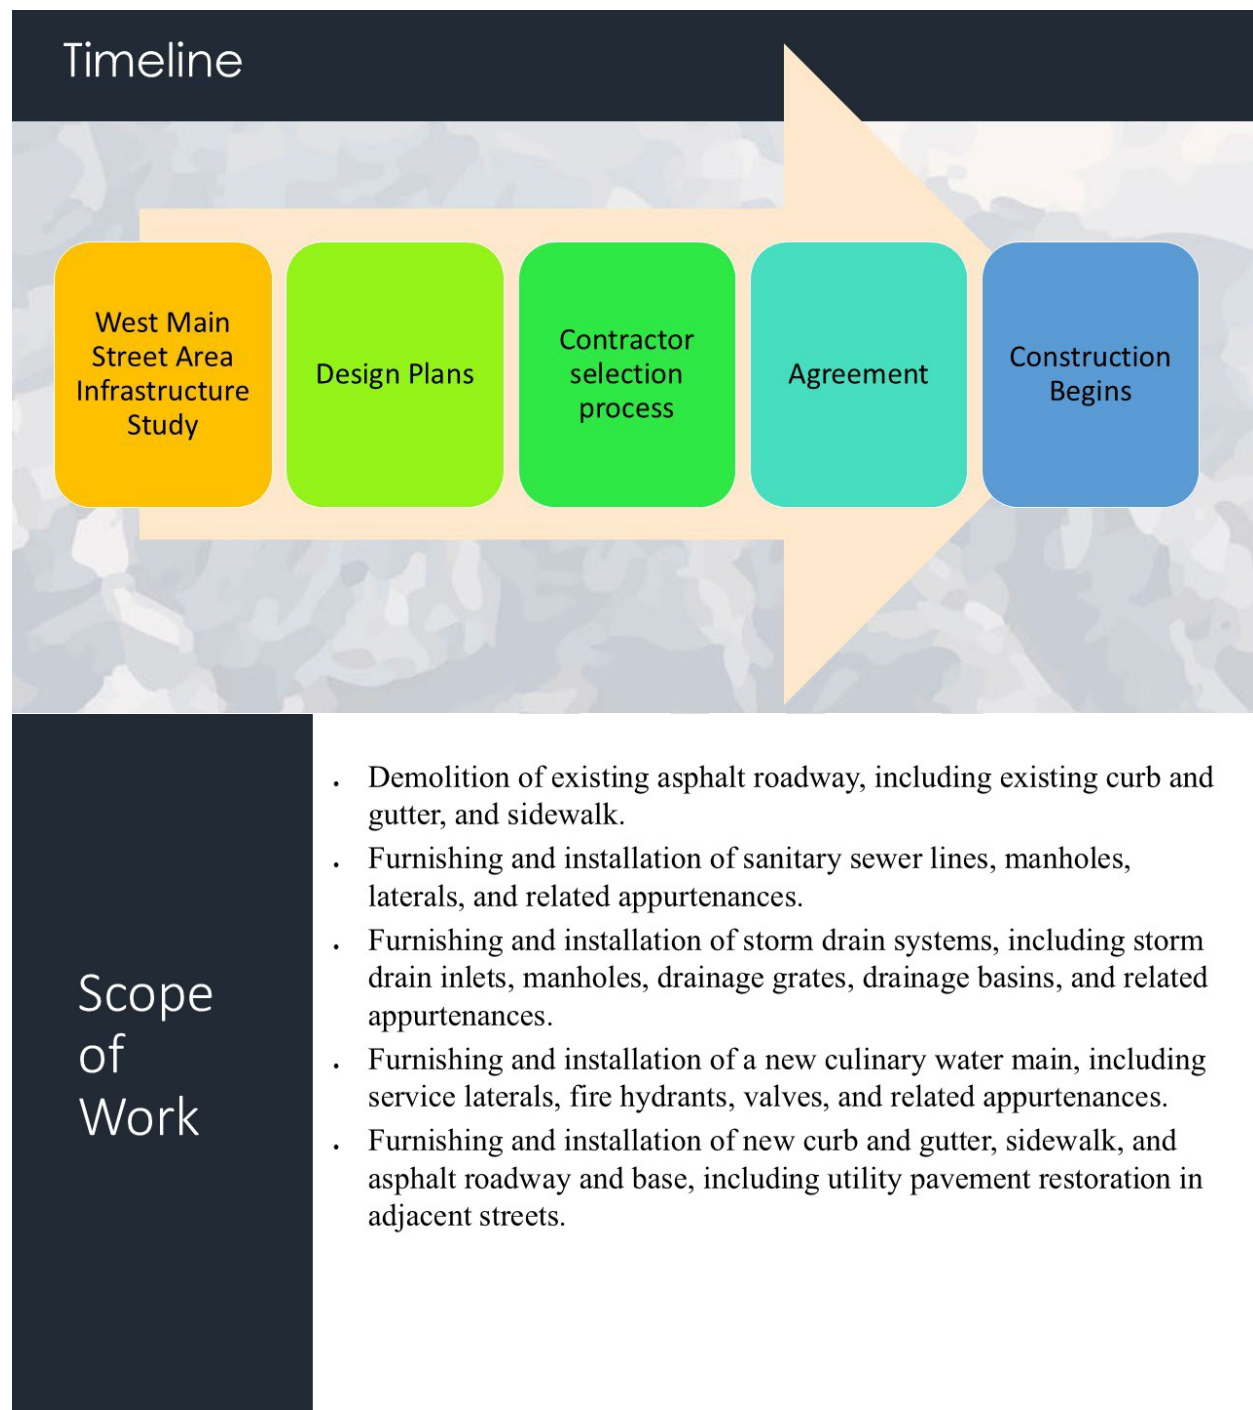 Timeline
West Main
Street Area
Infrastructure
Study
Design Plans
Contractor
selection
process
Agreement
Construction
Begins
Scope
of
Work
• Demolition of existing asphalt roadway, including existing curb and
gutter, and sidewalk.
• Furnishing and installation of sanitary sewer lines, manholes,
laterals, and related appurtenances.
• Furnishing and installation of storm drain systems, including storm
drain inlets, manholes, drainage grates, drainage basins, and related
appurtenances.
• Furnishing and installation of a new culinary water main, including
service laterals, fire hydrants, valves, and related appurtenances.
• Furnishing and installation of new curb and gutter, sidewalk, and
asphalt roadway and base, including utility pavement restoration in
adjacent streets.